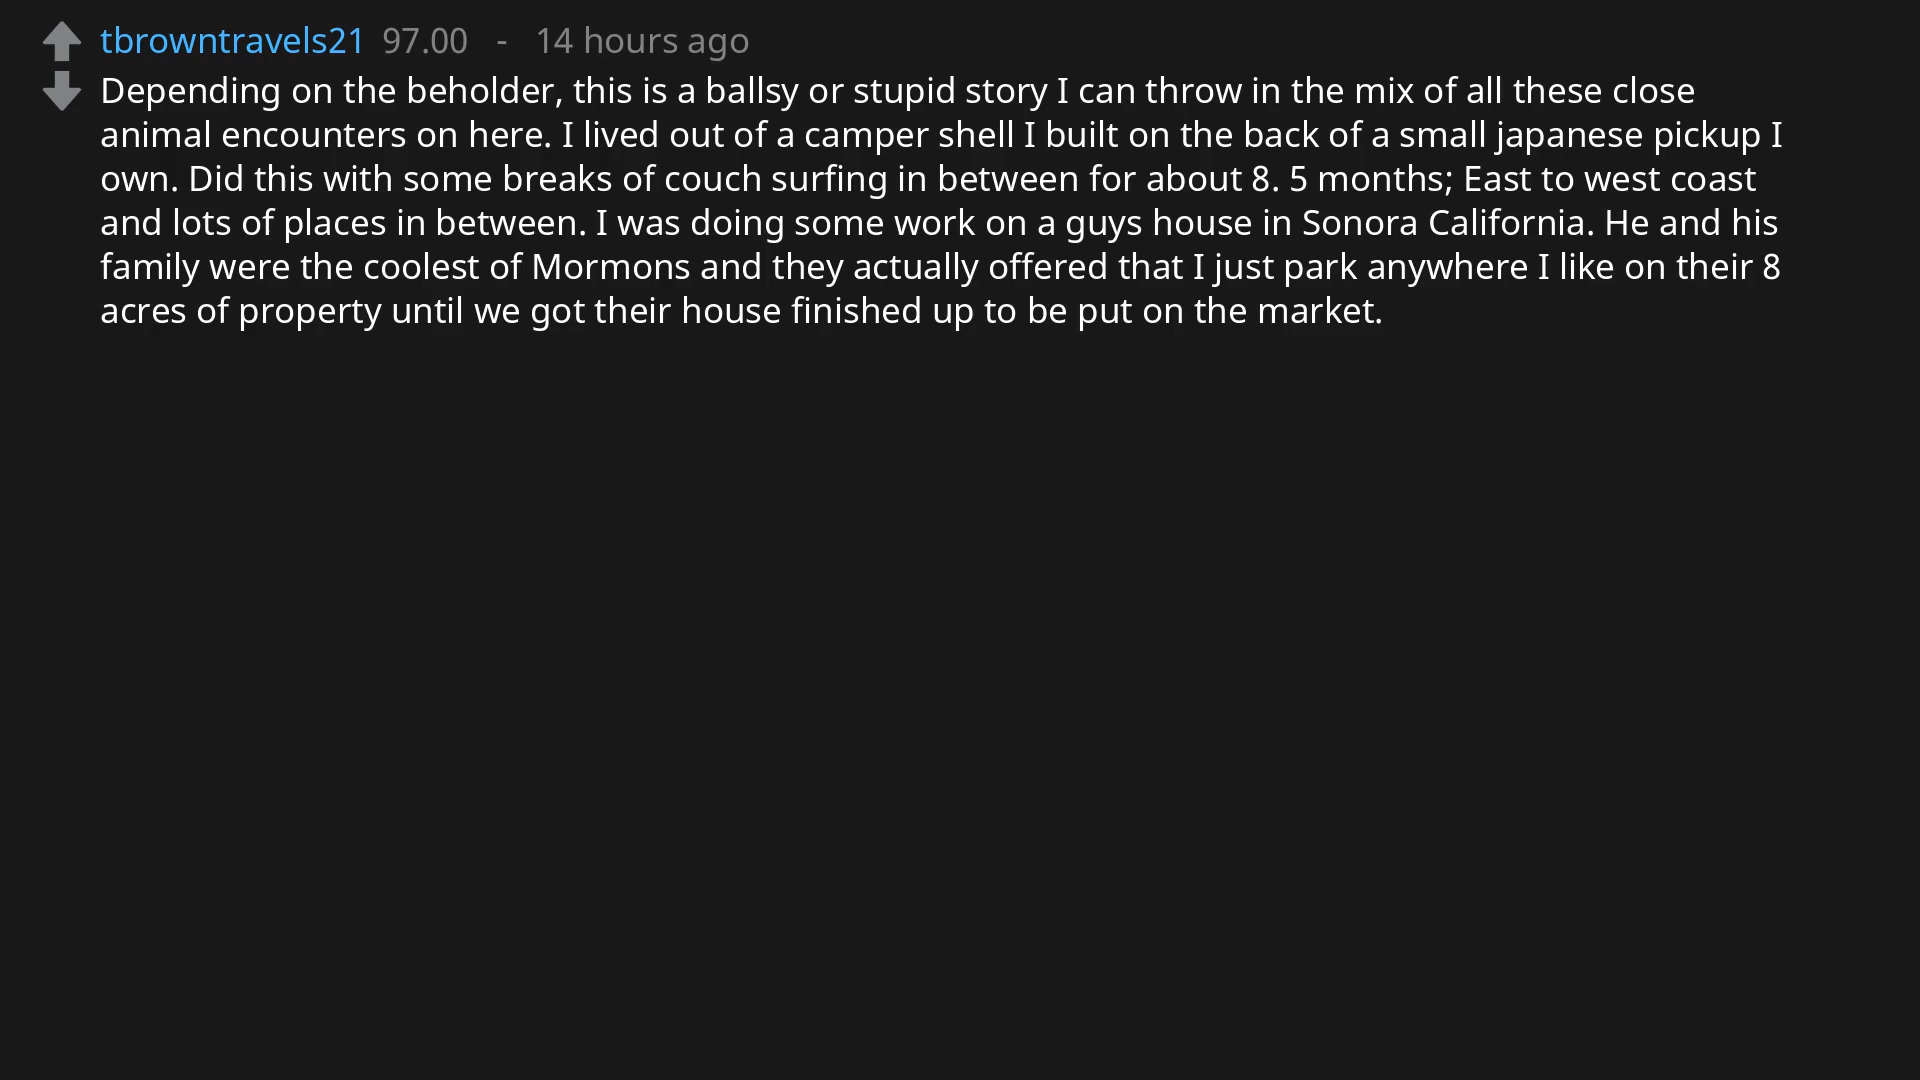 tbrowntravels21 97.00 - 14 hours ago
Depending on the beholder, this is a ballsy or stupid story I can throw in the mix of all these close
animal encounters on here. I lived out of a camper shell I built on the back of a small japanese pickup I
own. Did this with some breaks of couch surfing in between for about 8. 5 months; East to west coast
and lots of places in between. I was doing some work on a guys house in Sonora California. He and his
family were the coolest of Mormons and they actually offered that I just park anywhere I like on their 8
acres of property until we got their house finished up to be put on the market.